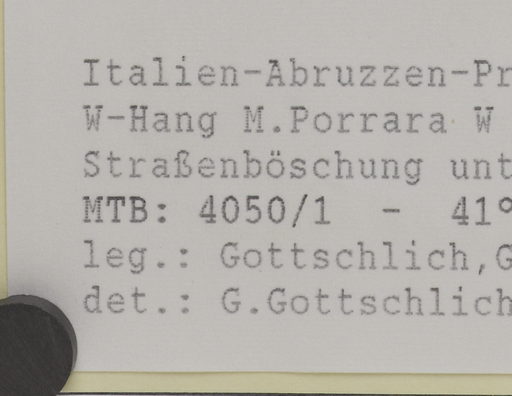 Italien-Abruzzen-Pr
W-Hang M.Porrara W
Straßenböschung unt
MTB: 4050/1 - 41°
leg.: Gottschlich,G
det.: G.Gottschlich